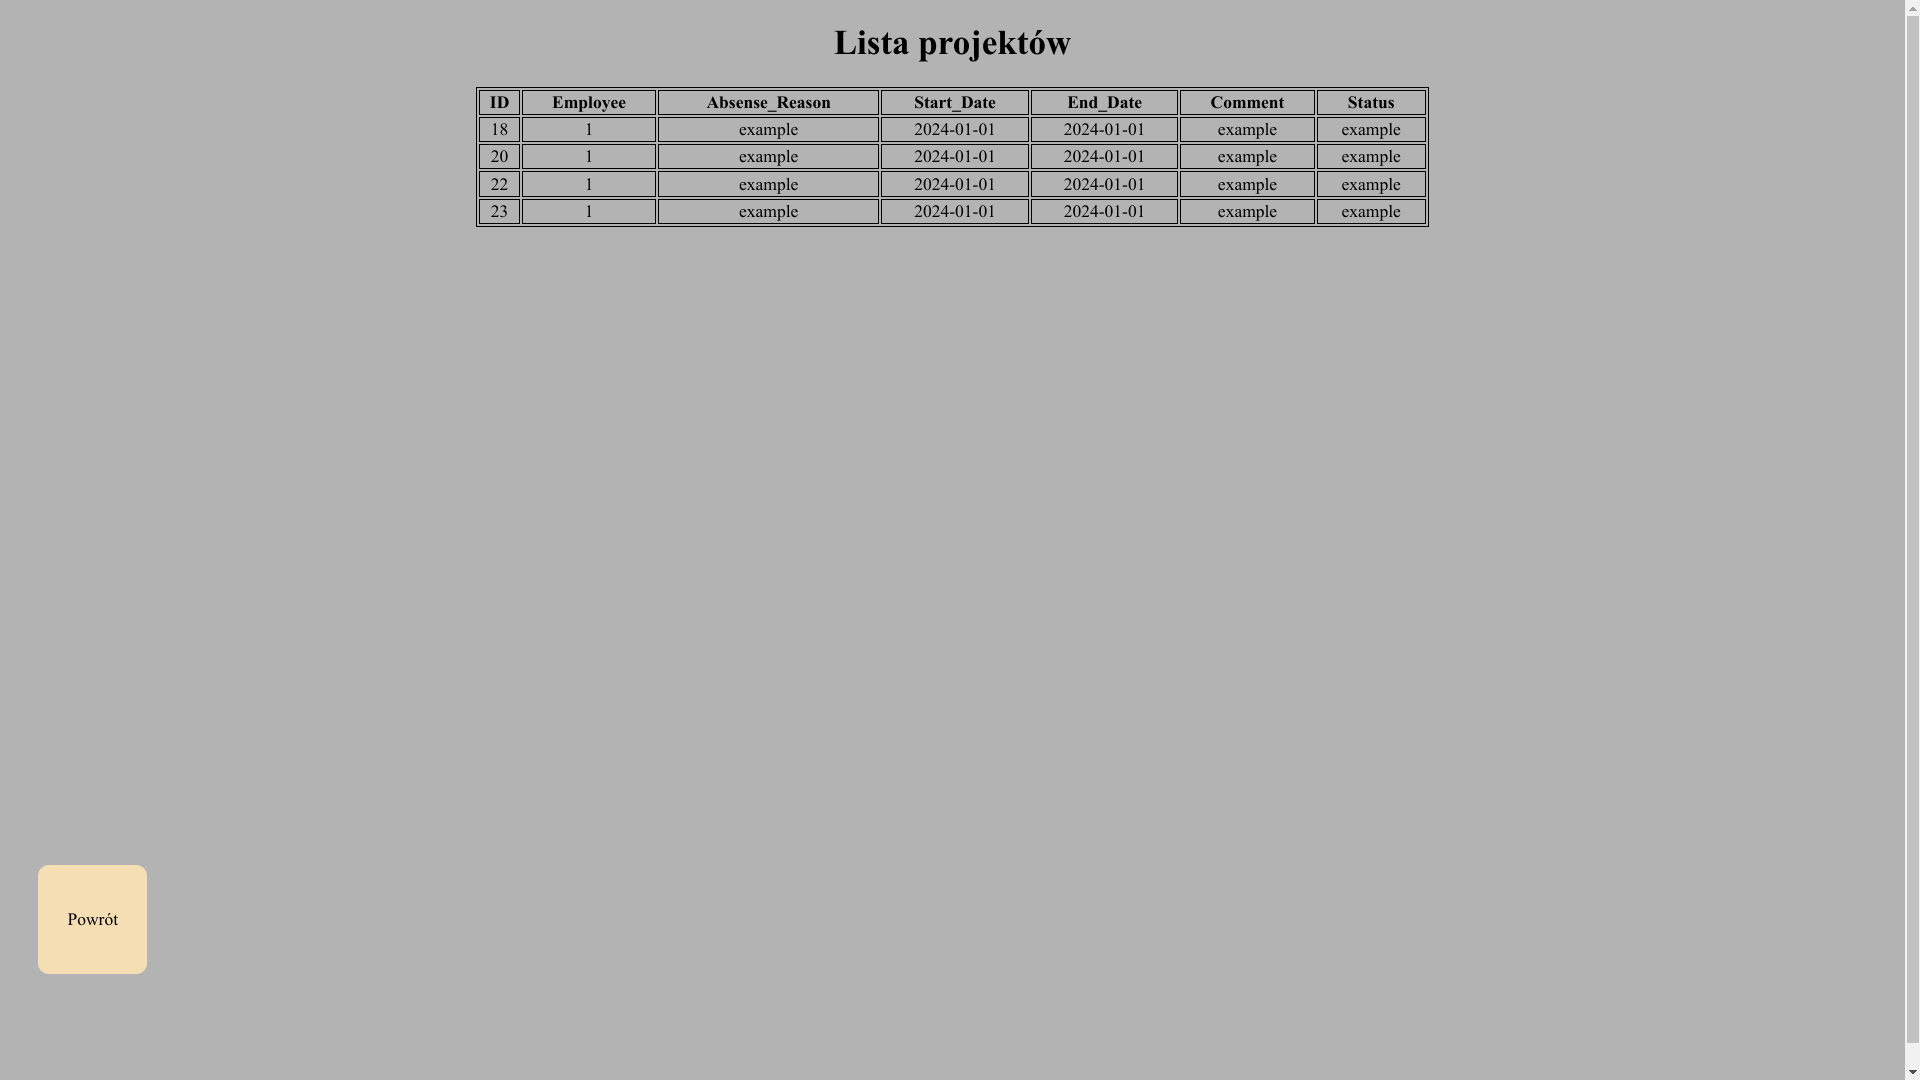 Lista projektów
ID Employee Absense_Reason Start_Date End_Date Comment Status
18 1 example 2024-01-01 2024-01-01 example example
20 1 example 2024-01-01 2024-01-01 example example
22 1 example 2024-01-01 2024-01-01 example example
23 1 example 2024-01-01 2024-01-01 example example
Powrót